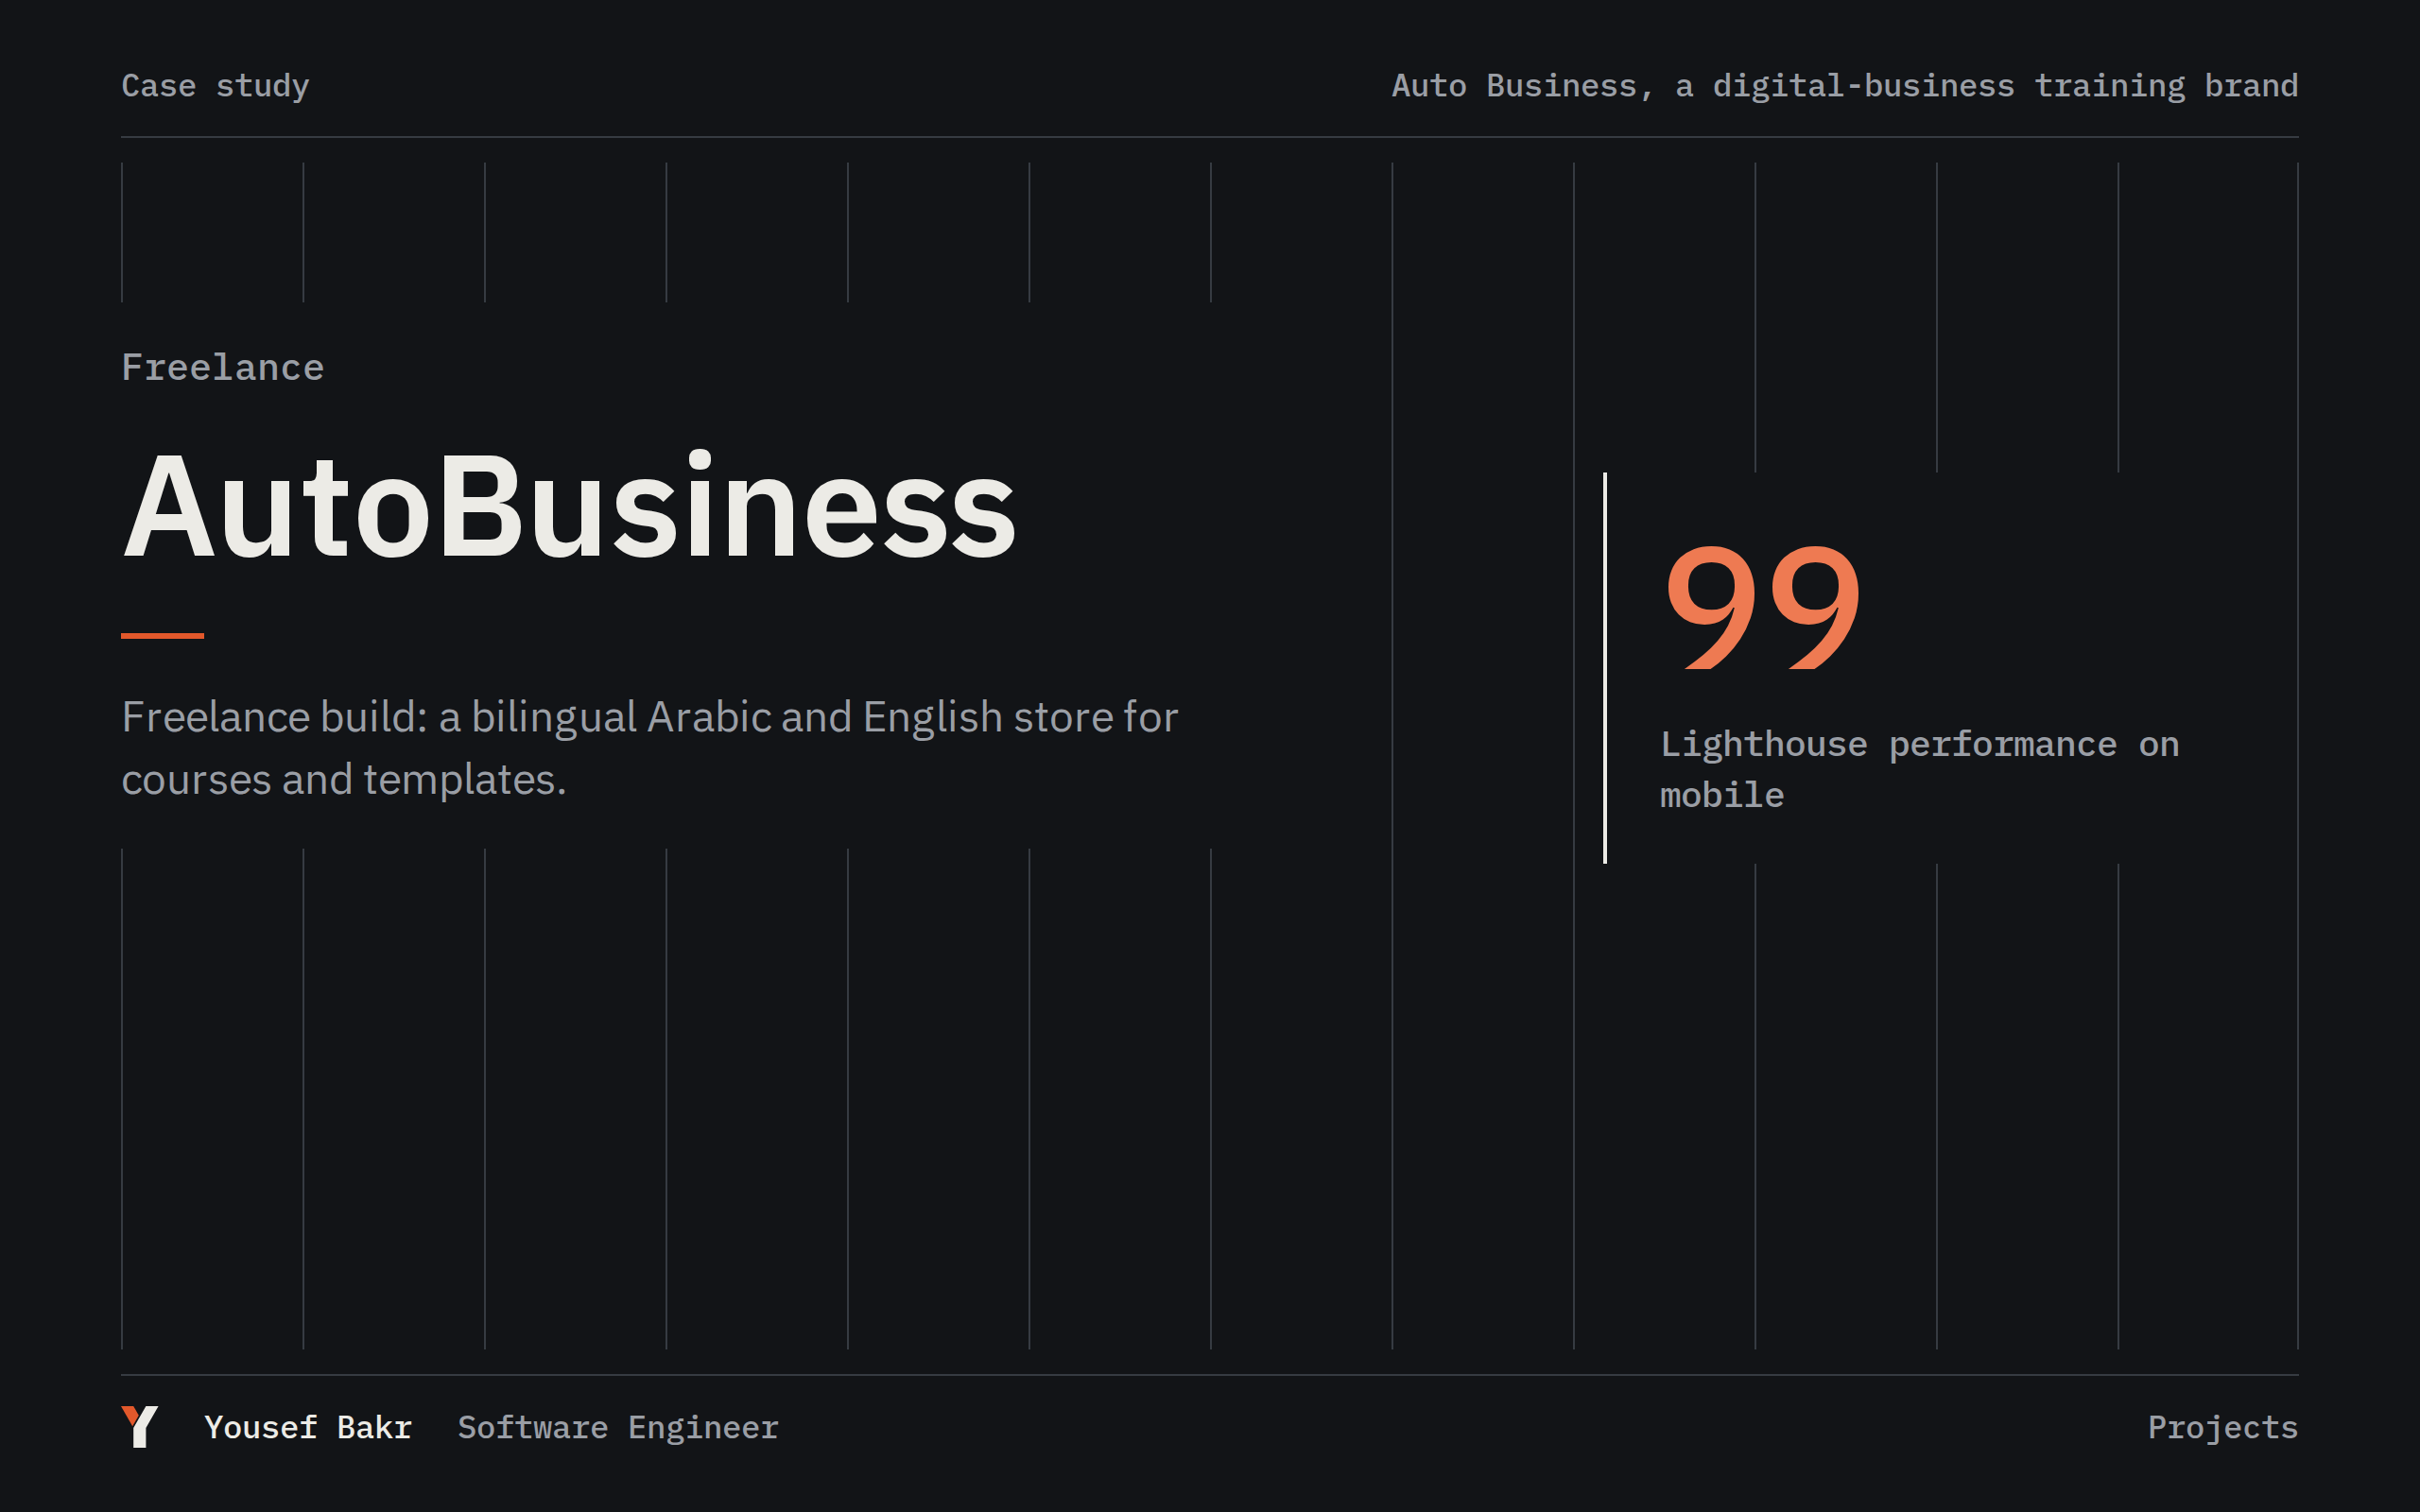 Case study
Auto Business, a digital-business training brand
Freelance
AutoBusiness
Freelance build: a bilingual Arabic and English store for
courses and templates.
99
Lighthouse performance on
mobile
Y Yousef Bakr Software Engineer
Projects